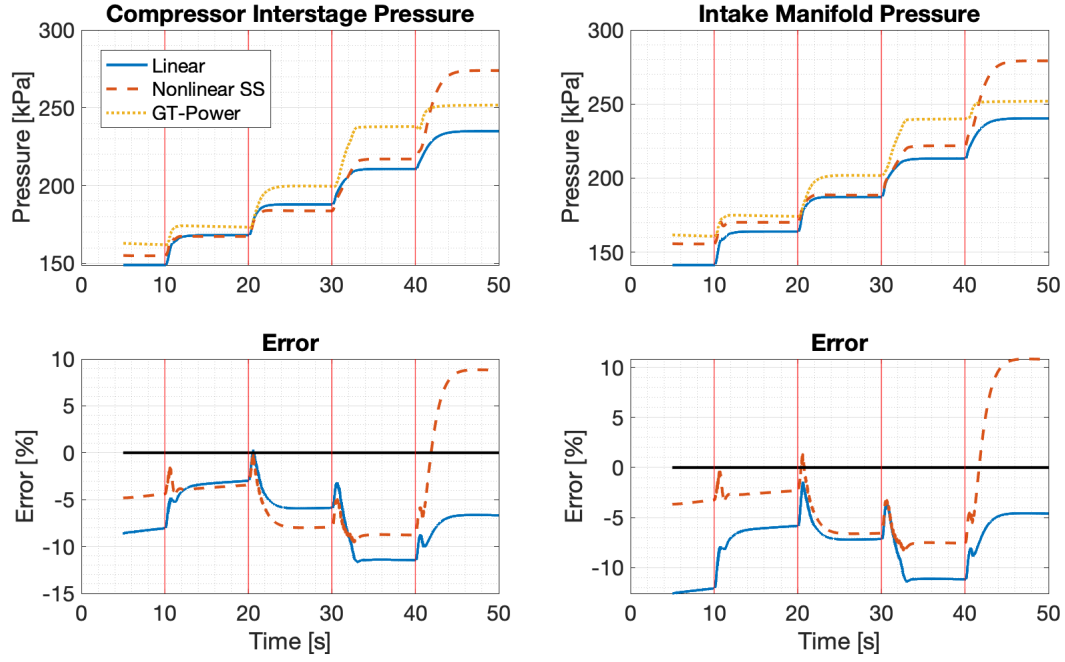 Compressor Interstage Pressure
300
250
200
150
Pressure [kPa]
Linear
Nonlinear SS
GT-Power
0 10 20 30 40 50
Intake Manifold Pressure
300
250
200
150
Pressure [kPa]
0 10 20 30 40 50
Error
10
5
0
-5
-10
-15
Error [%]
0 10 20 30 40 50
Time [s]
Error
10
5
0
-5
-10
Error [%]
0 10 20 30 40 50
Time [s]